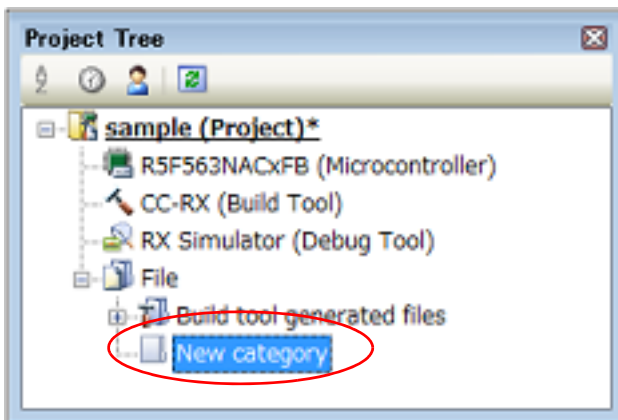 Project Tree
sample (Project)*
R5F563NACxFB (Microcontroller)
CC-RX (Build Tool)
RX Simulator (Debug Tool)
File
Build tool generated files
New category